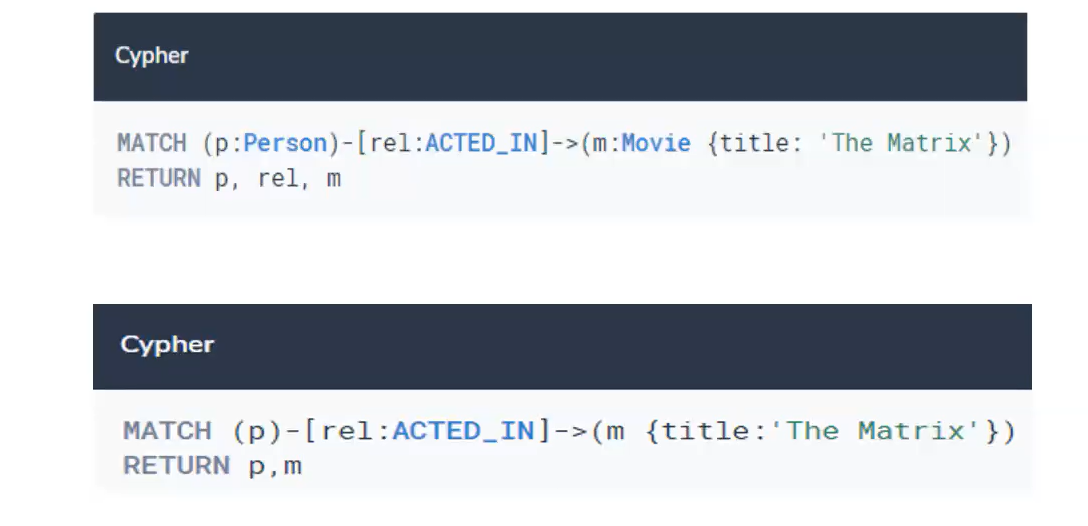 Cypher
MATCH (p:Person)-[rel:ACTED_IN]->(m:Movie {title: 'The Matrix'})
RETURN p, rel, m
Cypher
MATCH (p)-[rel:ACTED_IN]->(m {title:'The Matrix'})
RETURN p,m